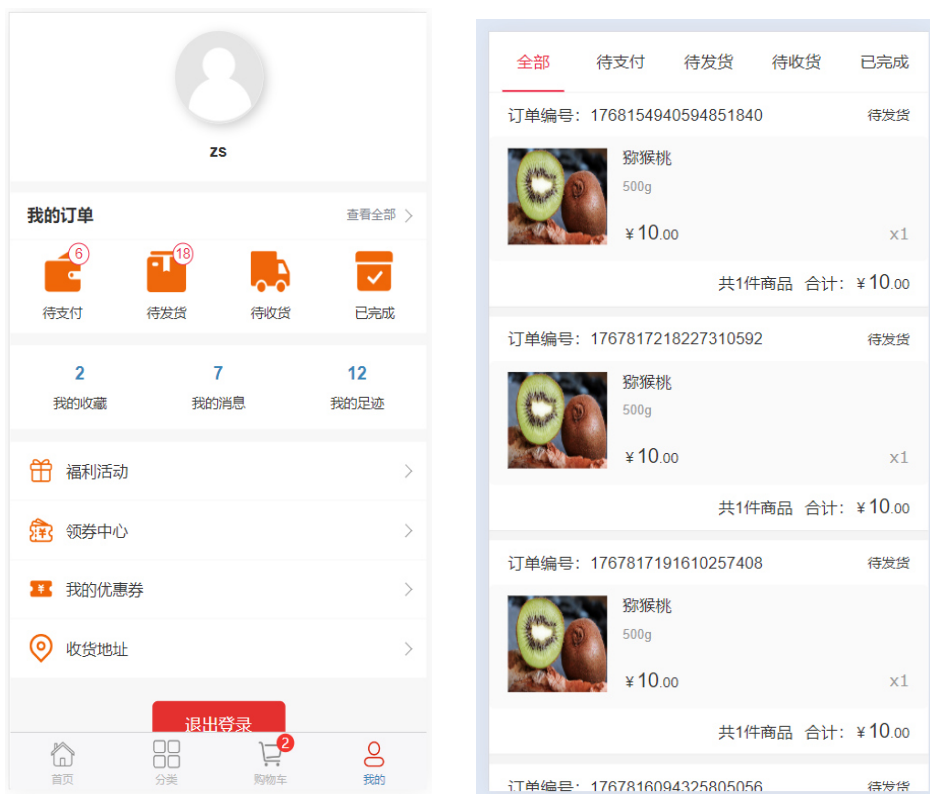 zs
我的订单
查看全部
6
18
待支付
待发货
待收货
已完成
2
7
12
我的收藏
我的消息
我的足迹
福利活动
领券中心
我的优惠券
收货地址
退出登录
2
首页
分类
购物车
我的
全部
待支付
待发货
待收货
已完成
订单编号：1768154940594851840
待发货
猕猴桃
500g
￥10.00
x1
共1件商品 合计：￥10.00
订单编号：1767817218227310592
待发货
猕猴桃
500g
￥10.00
x1
共1件商品 合计：￥10.00
订单编号：1767817191610257408
待发货
猕猴桃
500g
￥10.00
x1
共1件商品 合计：￥10.00
订单编号：1767816094325805056
待发货